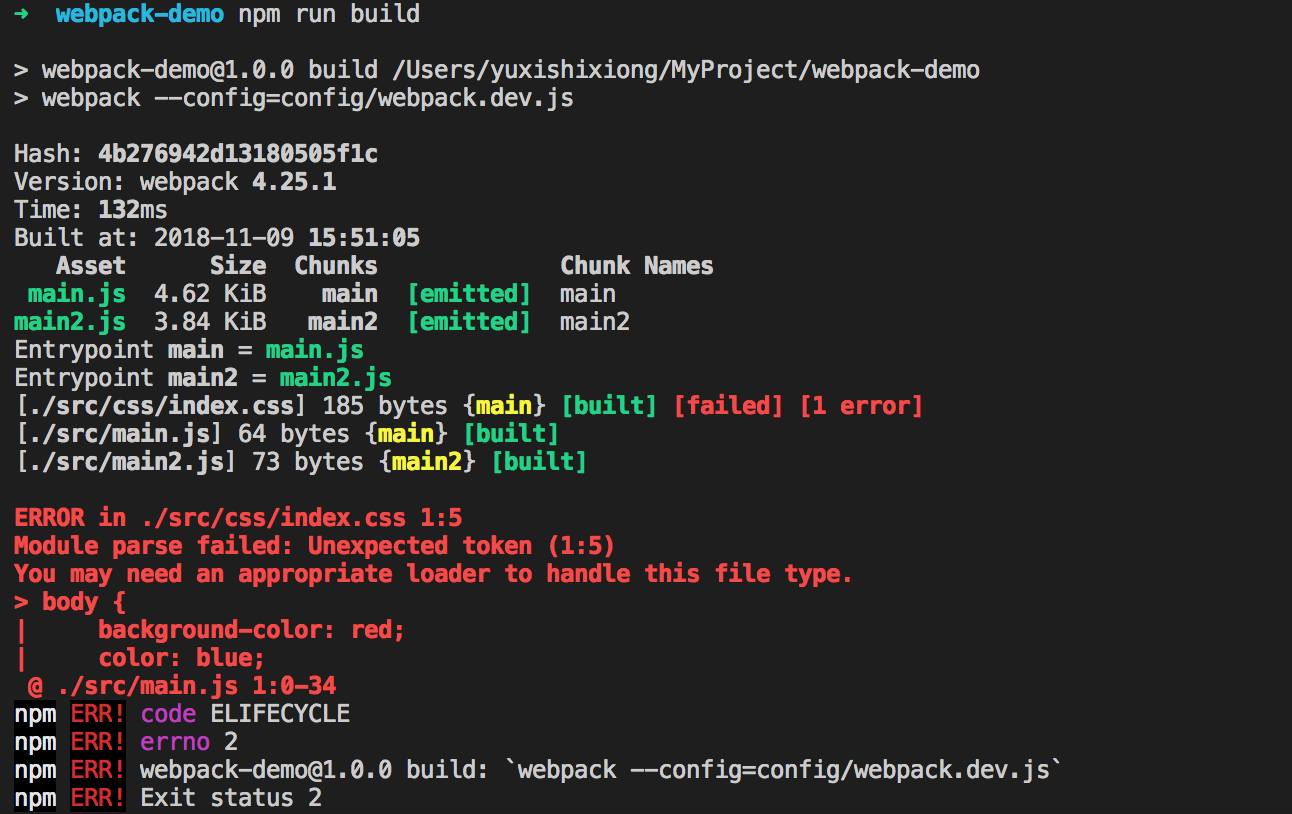 ➜  webpack-demo npm run build
> webpack-demo@1.0.0 build /Users/yuxishixiong/MyProject/webpack-demo
> webpack --config=config/webpack.dev.js
Hash: 4b276942d13180505f1c
Version: webpack 4.25.1
Time: 132ms
Built at: 2018-11-09 15:51:05
   Asset      Size  Chunks             Chunk Names
 main.js  4.62 KiB    main  [emitted]  main
main2.js  3.84 KiB   main2  [emitted]  main2
Entrypoint main = main.js
Entrypoint main2 = main2.js
[./src/css/index.css] 185 bytes {main} [built] [failed] [1 error]
[./src/main.js] 64 bytes {main} [built]
[./src/main2.js] 73 bytes {main2} [built]
ERROR in ./src/css/index.css 1:5
Module parse failed: Unexpected token (1:5)
You may need an appropriate loader to handle this file type.
> body {
|     background-color: red;
|     color: blue;
 @ ./src/main.js 1:0-34
npm ERR! code ELIFECYCLE
npm ERR! errno 2
npm ERR! webpack-demo@1.0.0 build: `webpack --config=config/webpack.dev.js`
npm ERR! Exit status 2